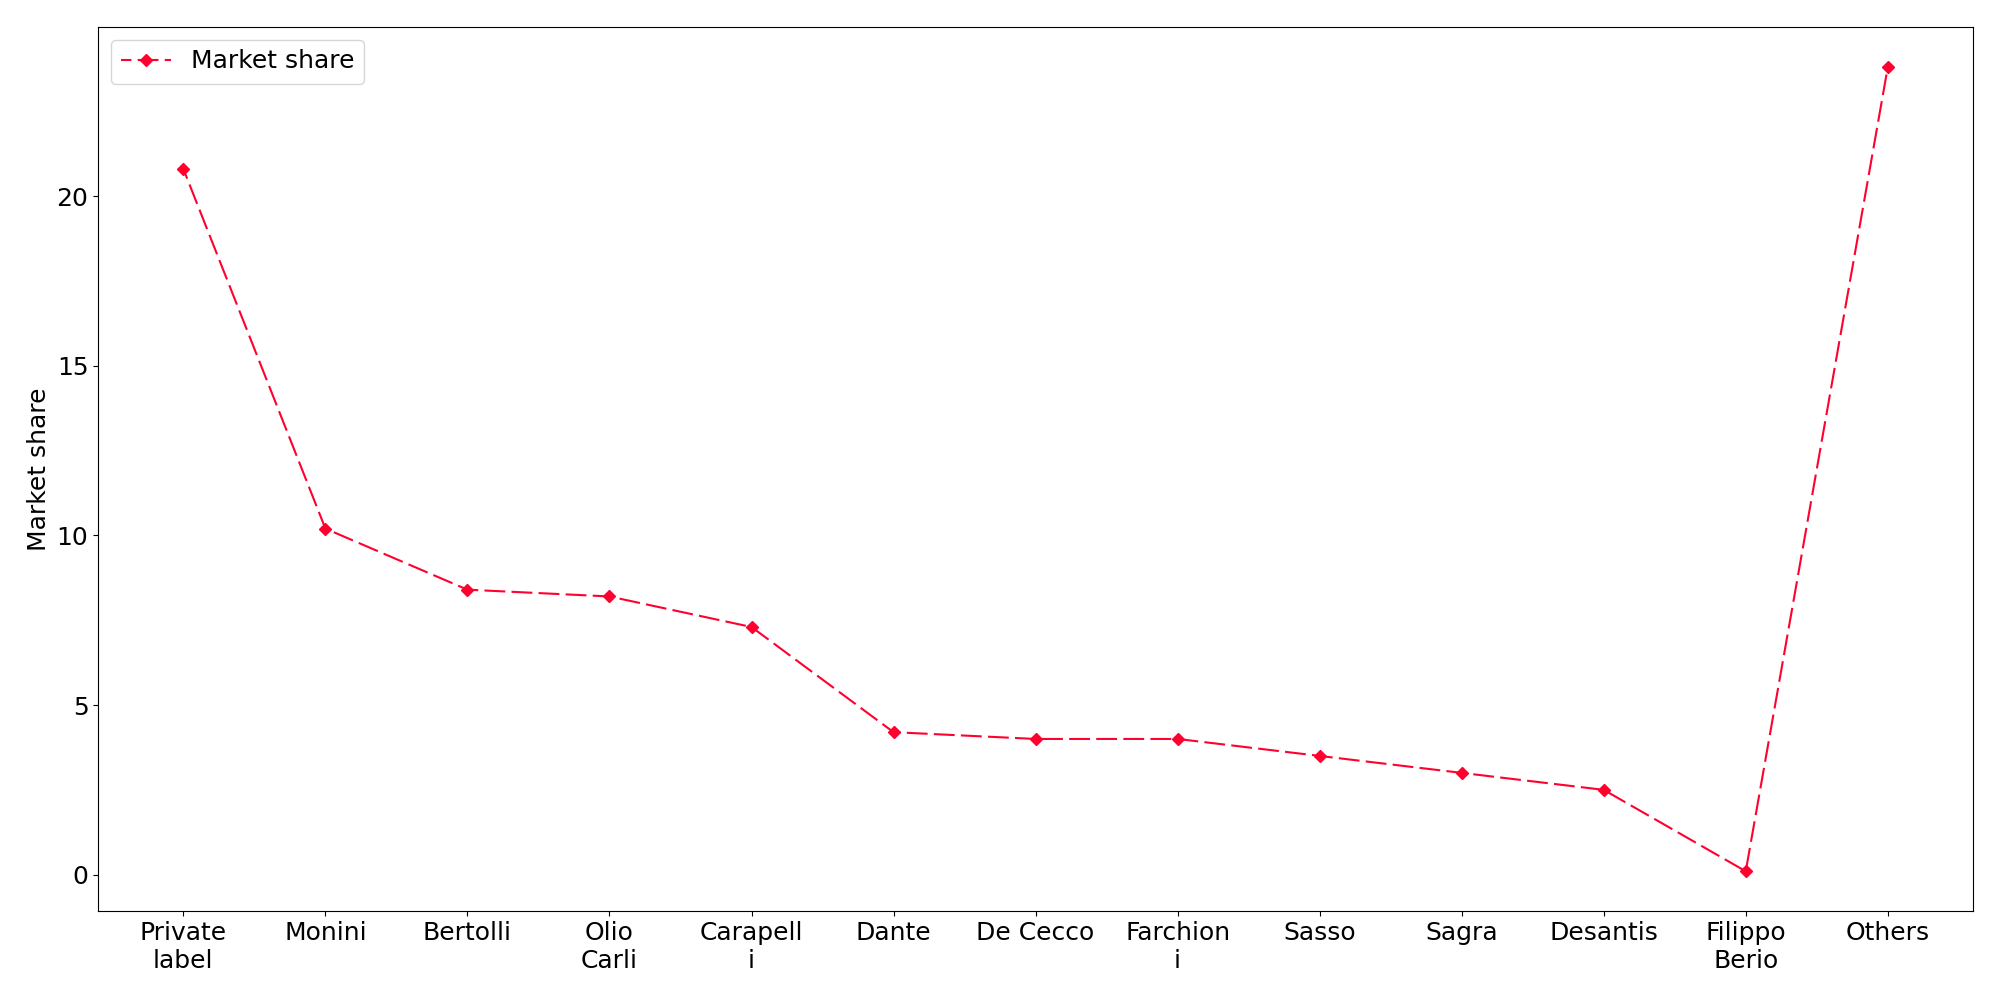 Market share
20
15
10
5
0
Market share
Private
label
Monini
Bertolli
Olio
Carli
Carapell
i
Dante
De Cecco
Farchion
i
Sasso
Sagra
Desantis
Filippo
Berio
Others